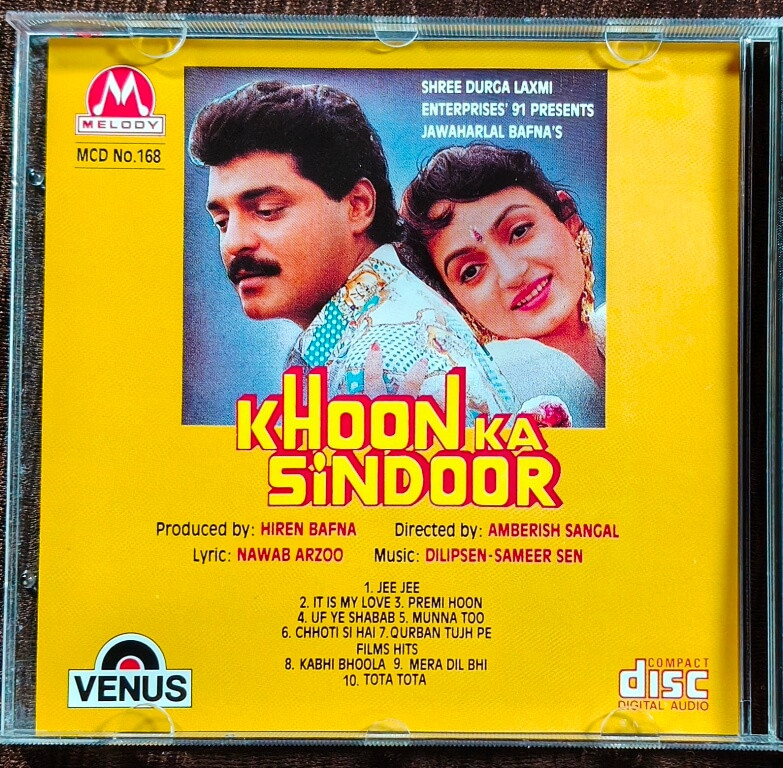 MELODY
MCD No.168
SHREE DURGA LAXMI
ENTERPRISES' 91 PRESENTS
JAWAHARLAL BAFNA'S
KHOON KA
SiNDOOR
Produced by: HIREN BAFNA Directed by: AMBERISH SANGAL
Lyric: NAWAB ARZOO Music: DILIPSEN-SAMEER SEN
1. JEE JEE
2. IT IS MY LOVE 3. PREMI HOON
4. UF YE SHABAB 5. MUNNA TOO
6. CHHOTI SI HAI 7.QURBAN TUJH PE
FILMS HITS
8. KABHI BHOOLA 9. MERA DIL BHI
10. TOTA TOTA
VENUS
COMPACT
disc
DIGITAL AUDIO